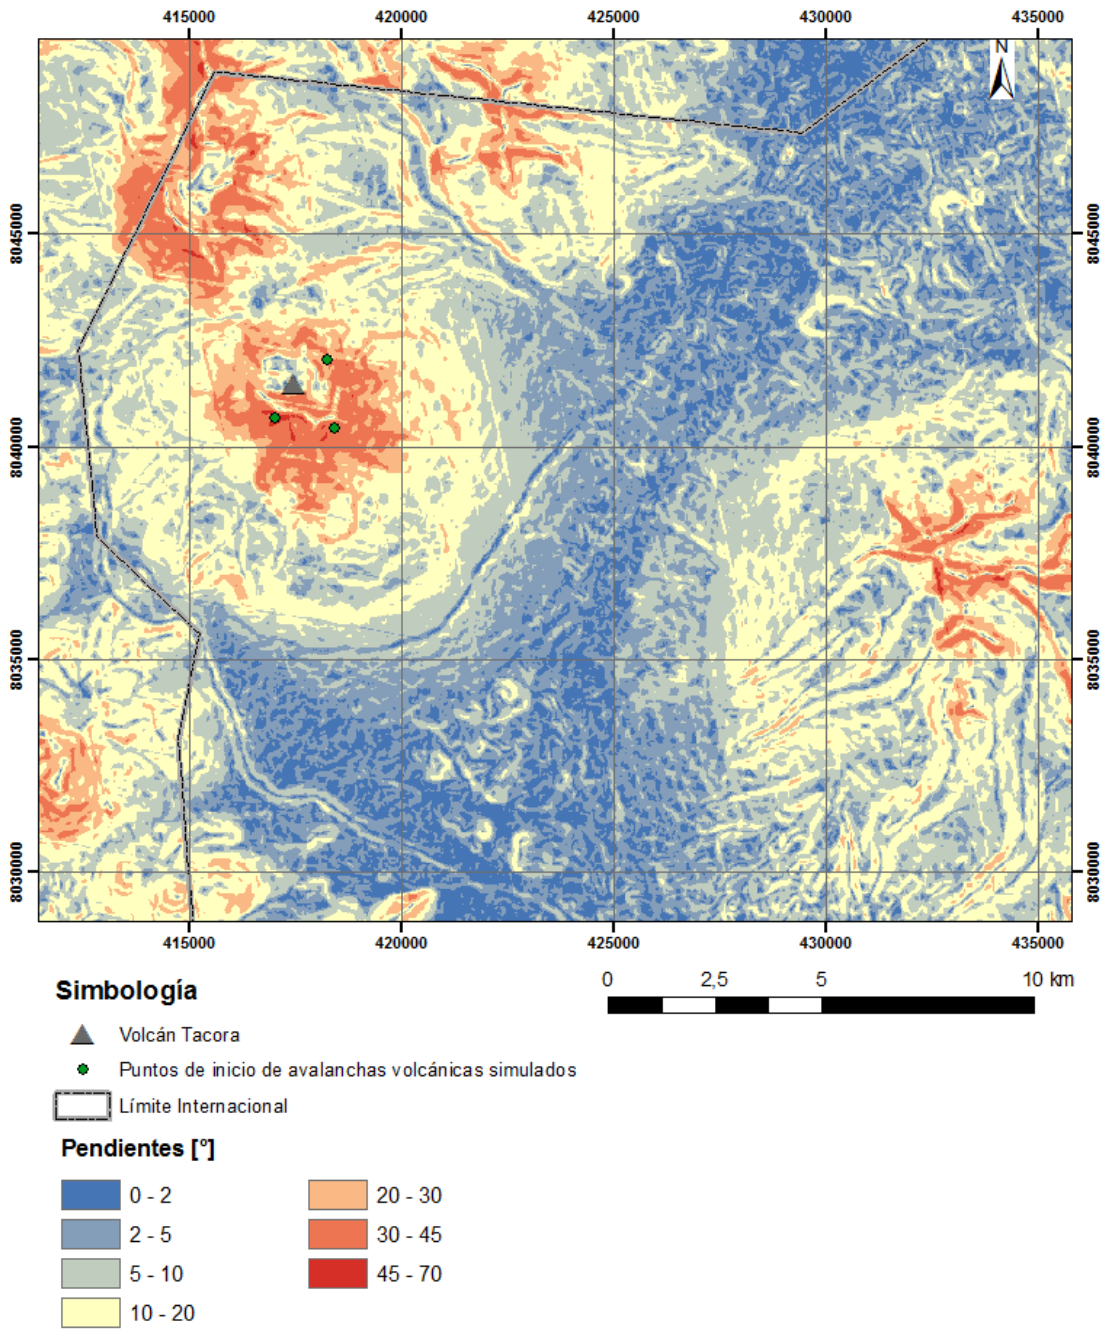 415000 420000 425000 430000 435000
N
8045000 8045000
8040000 8040000
8035000 8035000
8030000 8030000
415000 420000 425000 430000 435000
Simbología
0 2,5 5 10 km
Volcán Tacora
Puntos de inicio de avalanchas volcánicas simulados
Límite Internacional
Pendientes [°]
0 - 2 20 - 30
2 - 5 30 - 45
5 - 10 45 - 70
10 - 20